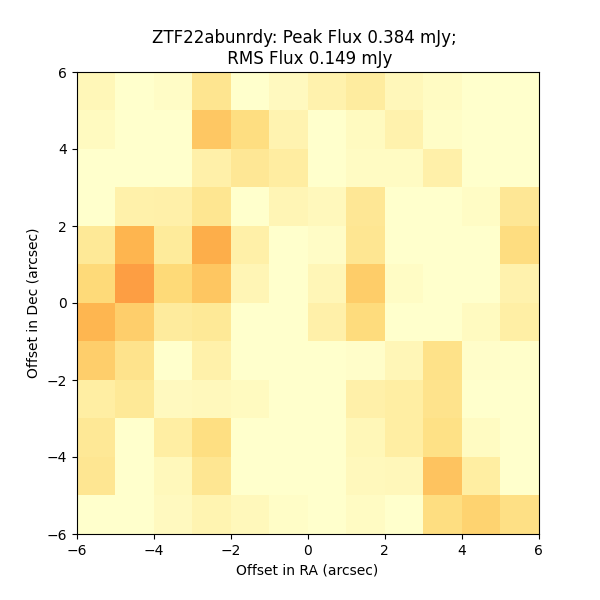 ZTF22abunrdy: Peak Flux 0.384 mJy;
RMS Flux 0.149 mJy
6
4
2
0
−2
−4
−6
Offset in Dec (arcsec)
−6 −4 −2 0 2 4 6
Offset in RA (arcsec)